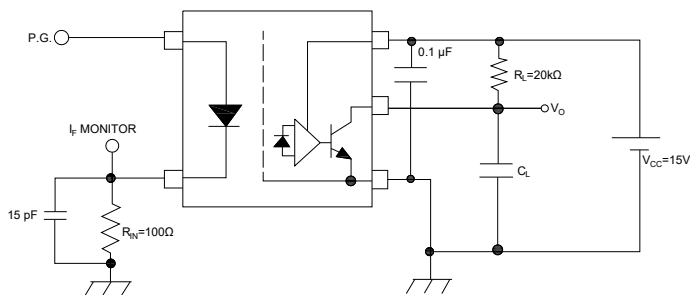 P.G.
0.1 µF
R_L=20kΩ
V_O
I_F MONITOR
V_CC=15V
C_L
15 pF
R_IN=100Ω